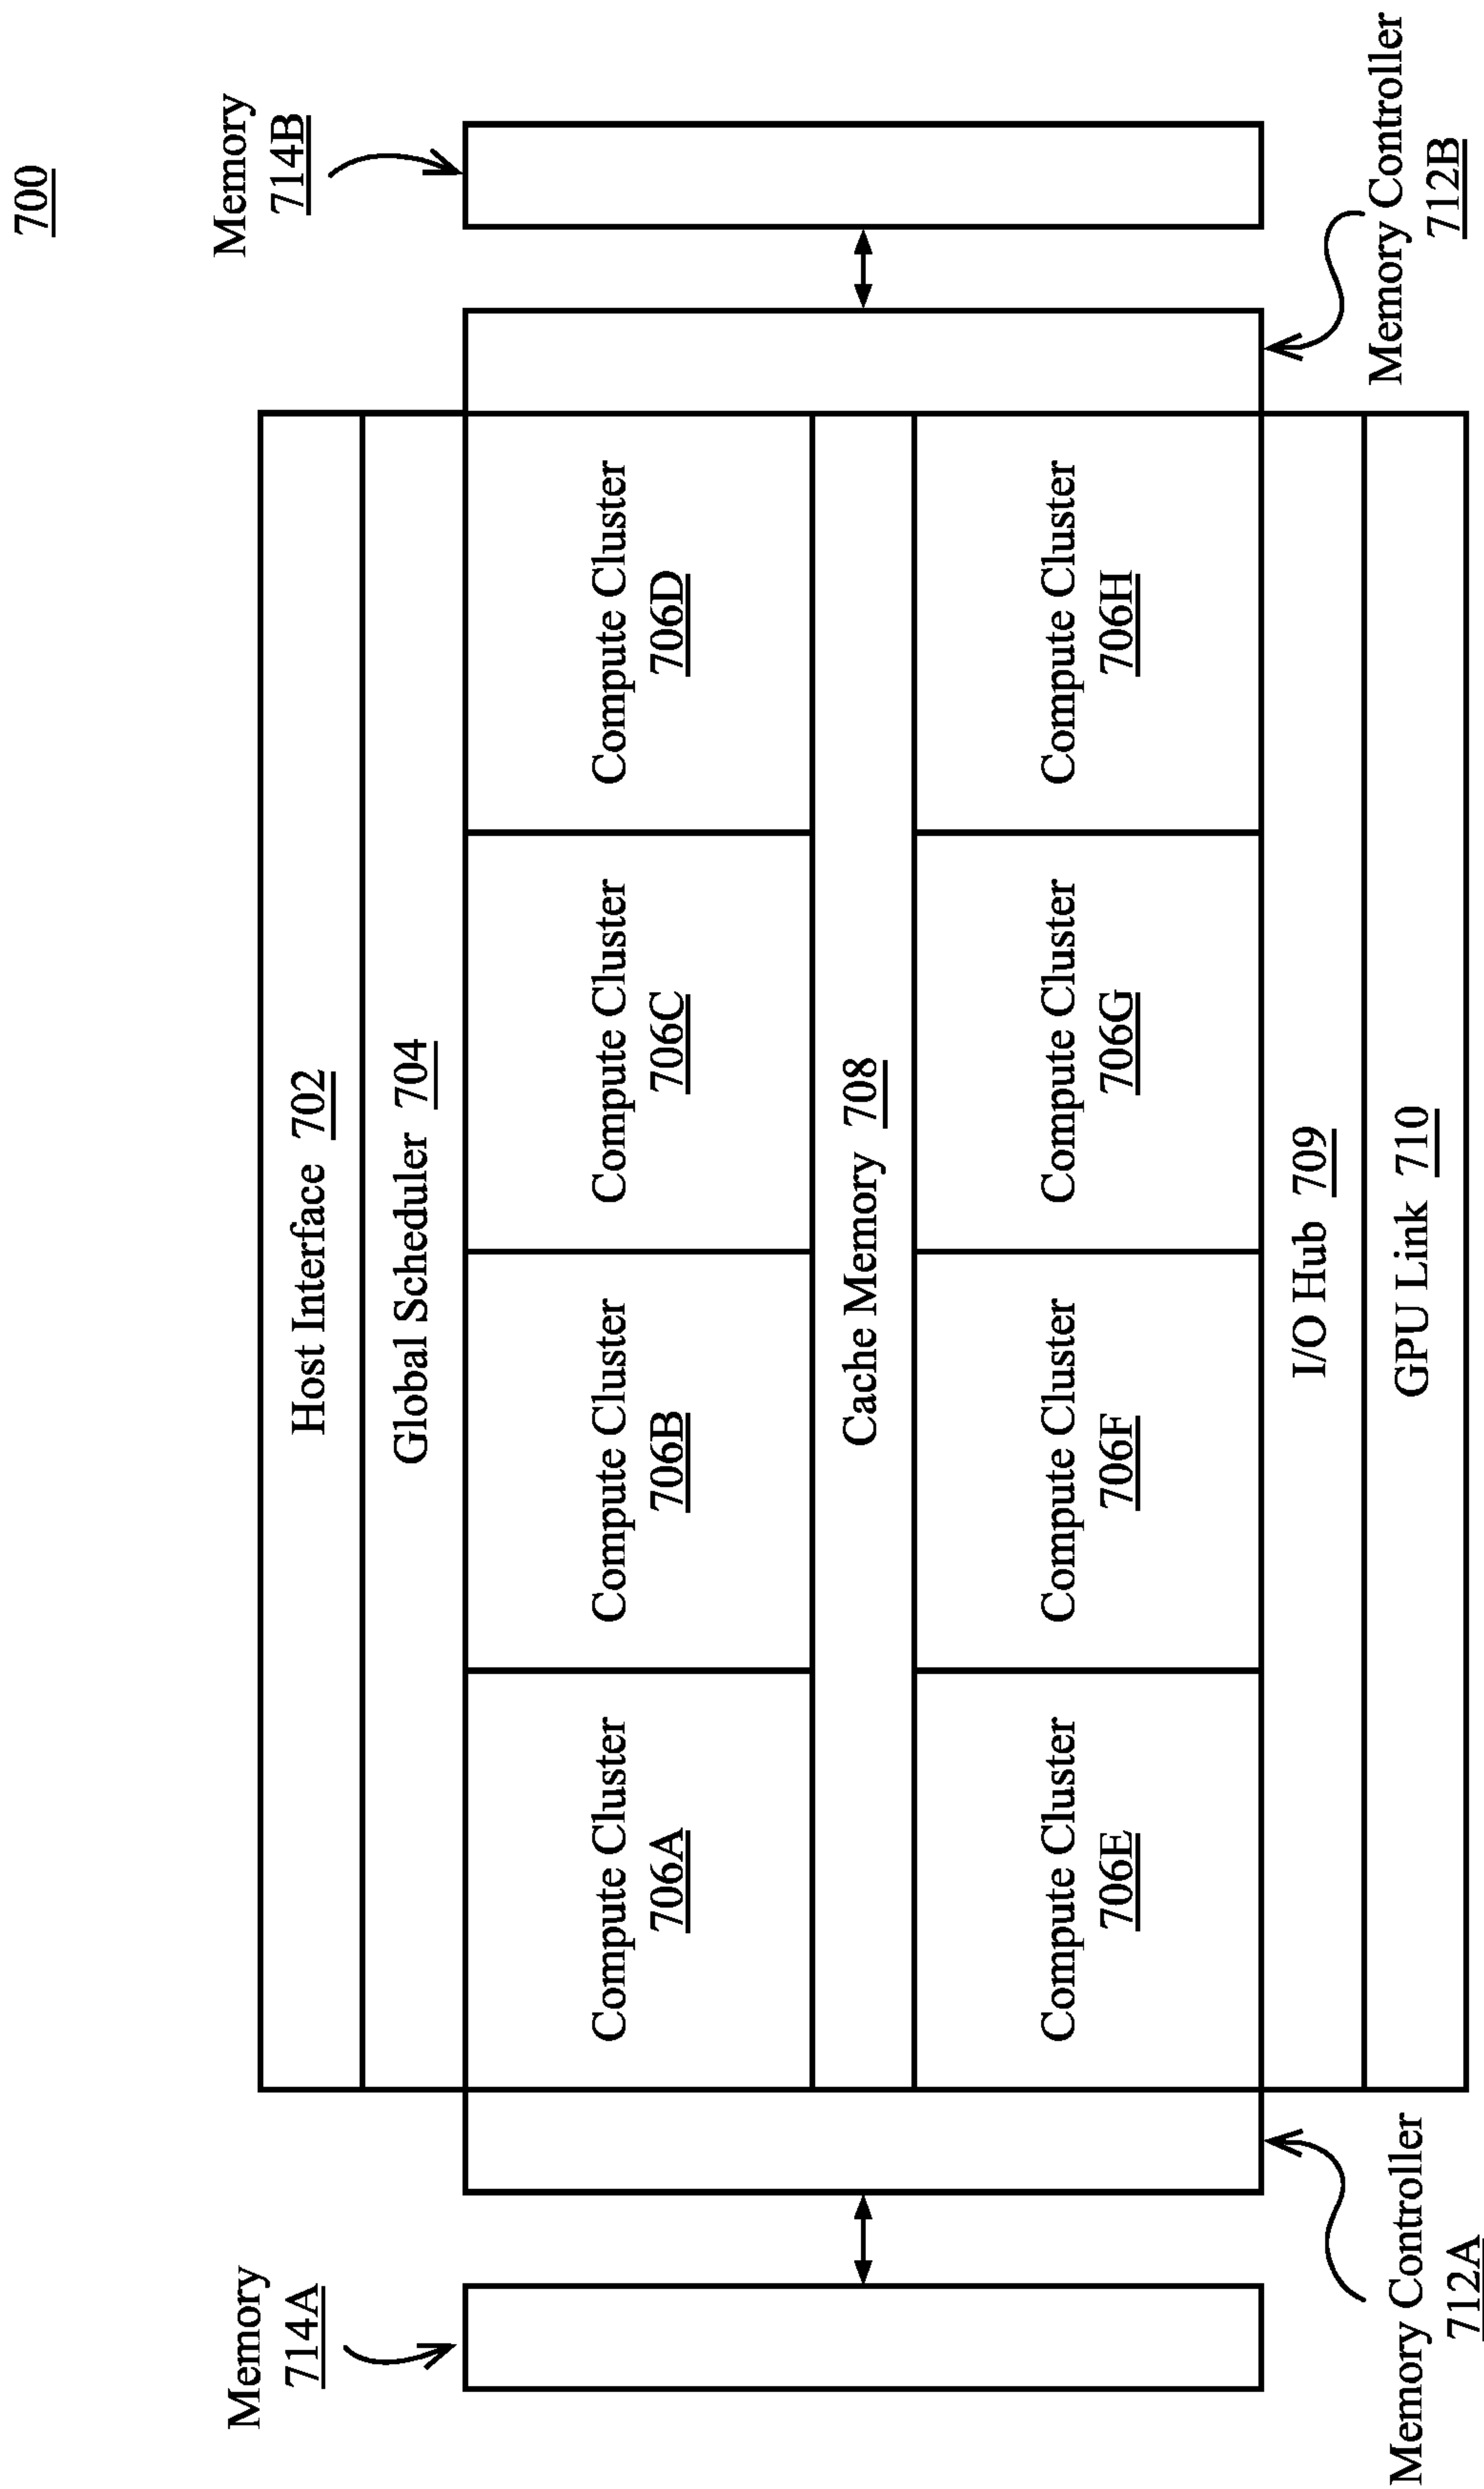 700
Memory
714A
Memory
714B
Host Interface 702
Global Scheduler 704
Compute Cluster
706A
Compute Cluster
706B
Compute Cluster
706C
Compute Cluster
706D
Cache Memory 708
Compute Cluster
706E
Compute Cluster
706F
Compute Cluster
706G
Compute Cluster
706H
I/O Hub 709
GPU Link 710
Memory Controller
712A
Memory Controller
712B